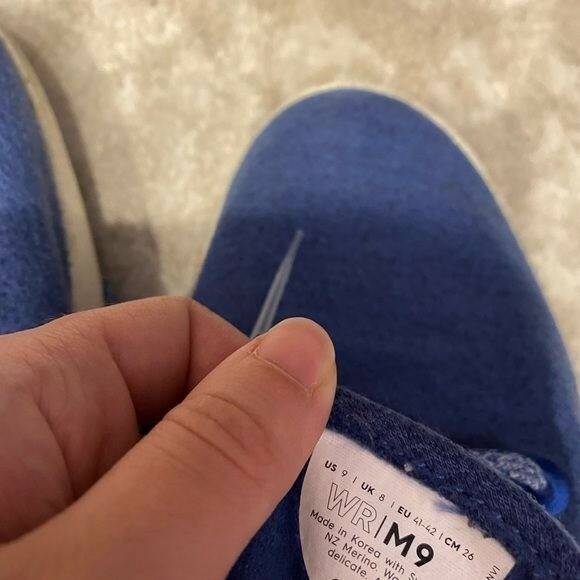 US 9 | UK 8 | EU 41-42 | CM 26
WR|M9
Made in Korea with
NZ Merino,
delicate